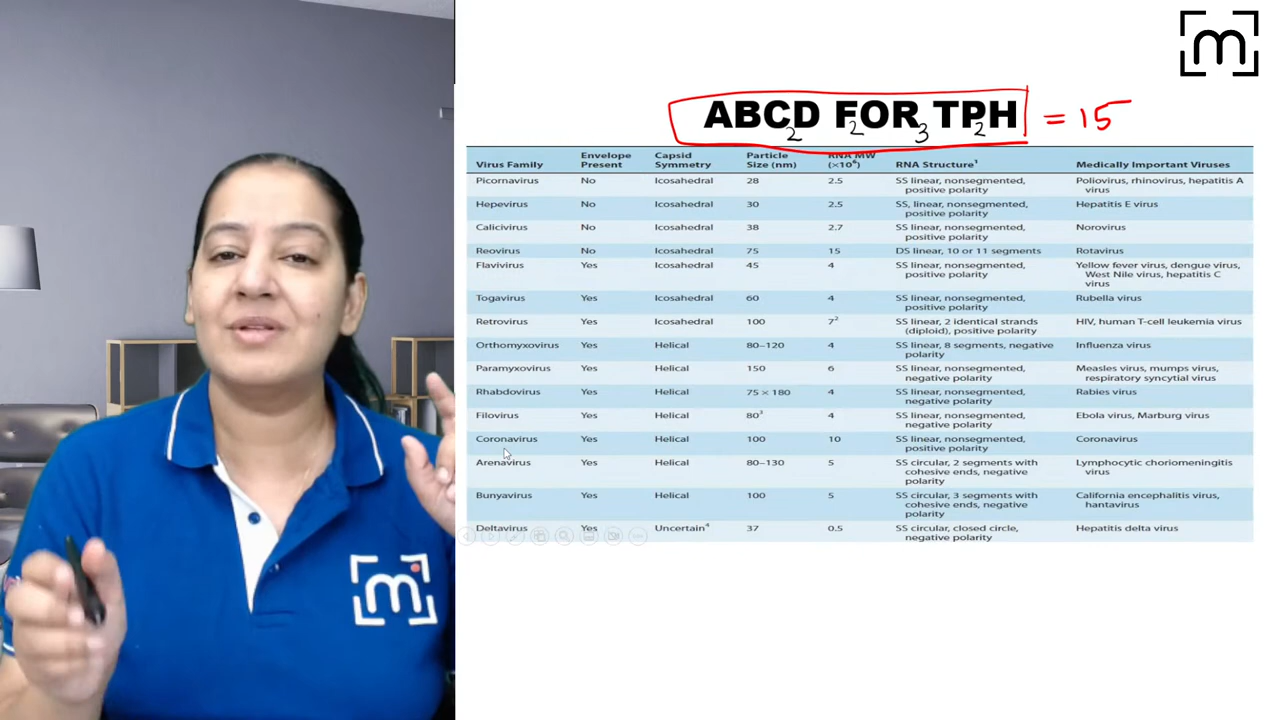 m
ABCD FOR TPH = 15
2 2 3 2
Virus Family Envelope Present Capsid Symmetry Particle Size (nm) RNA MW (×10⁶) RNA Structure¹ Medically Important Viruses
Picornavirus No Icosahedral 28 2.5 SS linear, nonsegmented, positive polarity Poliovirus, rhinovirus, hepatitis A virus
Hepevirus No Icosahedral 30 2.5 SS, linear, nonsegmented, positive polarity Hepatitis E virus
Calicivirus No Icosahedral 38 2.7 SS linear, nonsegmented, positive polarity Norovirus
Reovirus No Icosahedral 75 15 DS linear, 10 or 11 segments Rotavirus
Flavivirus Yes Icosahedral 45 4 SS linear, nonsegmented, positive polarity Yellow fever virus, dengue virus, West Nile virus, hepatitis C virus
Togavirus Yes Icosahedral 60 4 SS linear, nonsegmented, positive polarity Rubella virus
Retrovirus Yes Icosahedral 100 7² SS linear, 2 identical strands (diploid), positive polarity HIV, human T-cell leukemia virus
Orthomyxovirus Yes Helical 80–120 4 SS linear, 8 segments, negative polarity Influenza virus
Paramyxovirus Yes Helical 150 6 SS linear, nonsegmented, negative polarity Measles virus, mumps virus, respiratory syncytial virus
Rhabdovirus Yes Helical 75 × 180 4 SS linear, nonsegmented, negative polarity Rabies virus
Filovirus Yes Helical 80³ 4 SS linear, nonsegmented, negative polarity Ebola virus, Marburg virus
Coronavirus Yes Helical 100 10 SS linear, nonsegmented, positive polarity Coronavirus
Arenavirus Yes Helical 80–130 5 SS circular, 2 segments with cohesive ends, negative polarity Lymphocytic choriomeningitis virus
Bunyavirus Yes Helical 100 5 SS circular, 3 segments with cohesive ends, negative polarity California encephalitis virus, hantavirus
Deltavirus Yes Uncertain⁴ 37 0.5 SS circular, closed circle, negative polarity Hepatitis delta virus
m